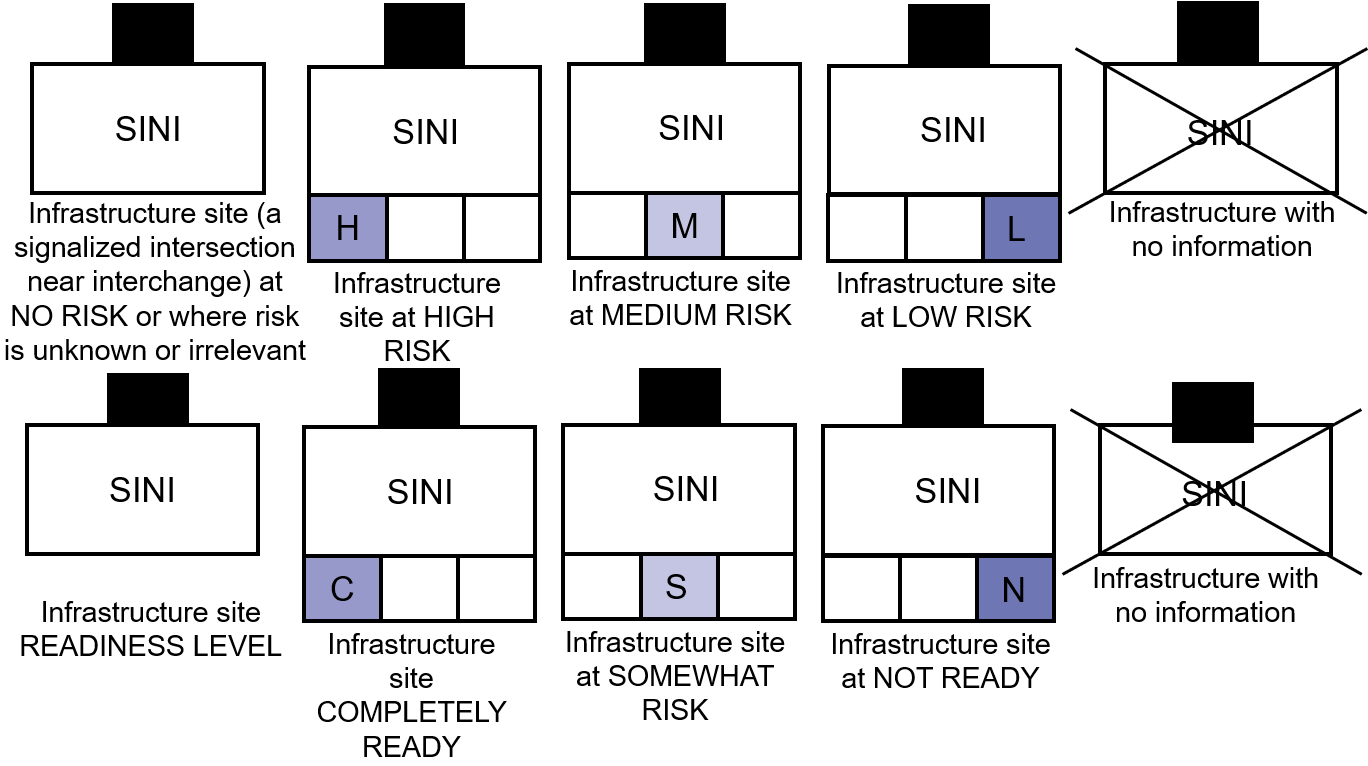 SINI
Infrastructure site (a
signalized intersection
near interchange) at
NO RISK or where risk
is unknown or irrelevant
SINI
H
Infrastructure
site at HIGH
RISK
SINI
M
Infrastructure site
at MEDIUM RISK
SINI
L
Infrastructure site
at LOW RISK
SINI
Infrastructure with
no information
SINI
Infrastructure site
READINESS LEVEL
SINI
C
Infrastructure
site
COMPLETELY
READY
SINI
S
Infrastructure site
at SOMEWHAT
RISK
SINI
N
Infrastructure site
at NOT READY
SINI
Infrastructure with
no information